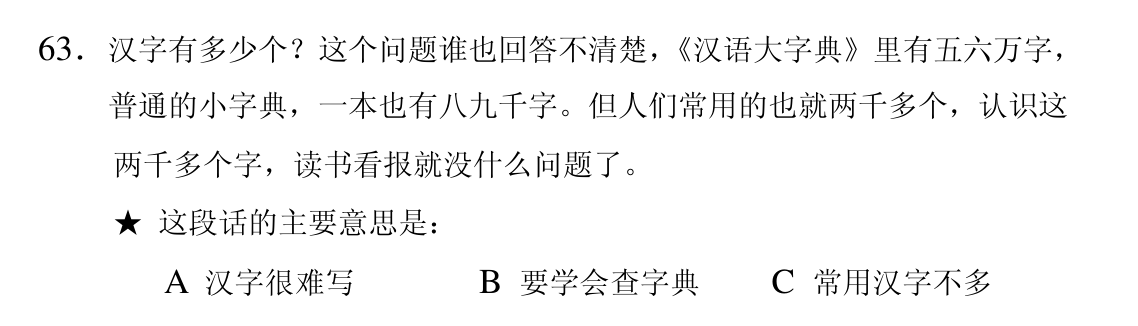 63. 汉字有多少个？这个问题谁也回答不清楚，《汉语大字典》里有五六万字，
普通的小字典，一本也有八九千字。但人们常用的也就两千多个，认识这
两千多个字，读书看报就没什么问题了。
★ 这段话的主要意思是：
A 汉字很难写 B 要学会查字典 C 常用汉字不多